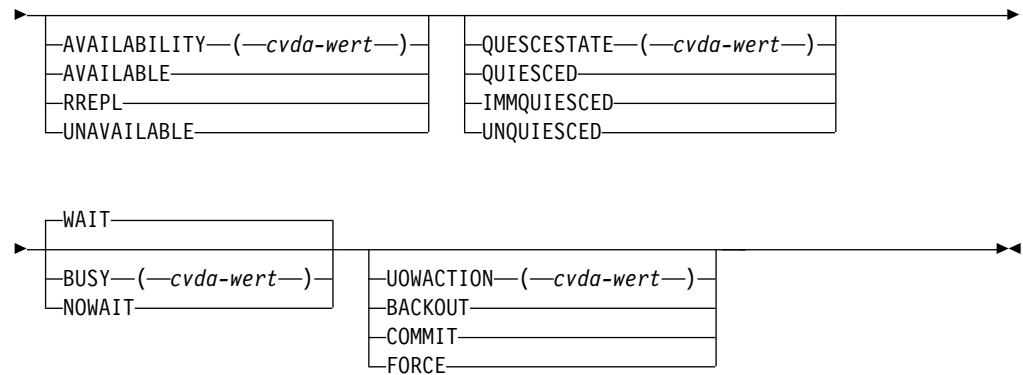 AVAILABILITY ( cvda-wert )
AVAILABLE
RREPL
UNAVAILABLE
QUESCESTATE ( cvda-wert )
QUIESCED
IMMQUIESCED
UNQUIESCED
WAIT
BUSY ( cvda-wert )
NOWAIT
UOWACTION ( cvda-wert )
BACKOUT
COMMIT
FORCE